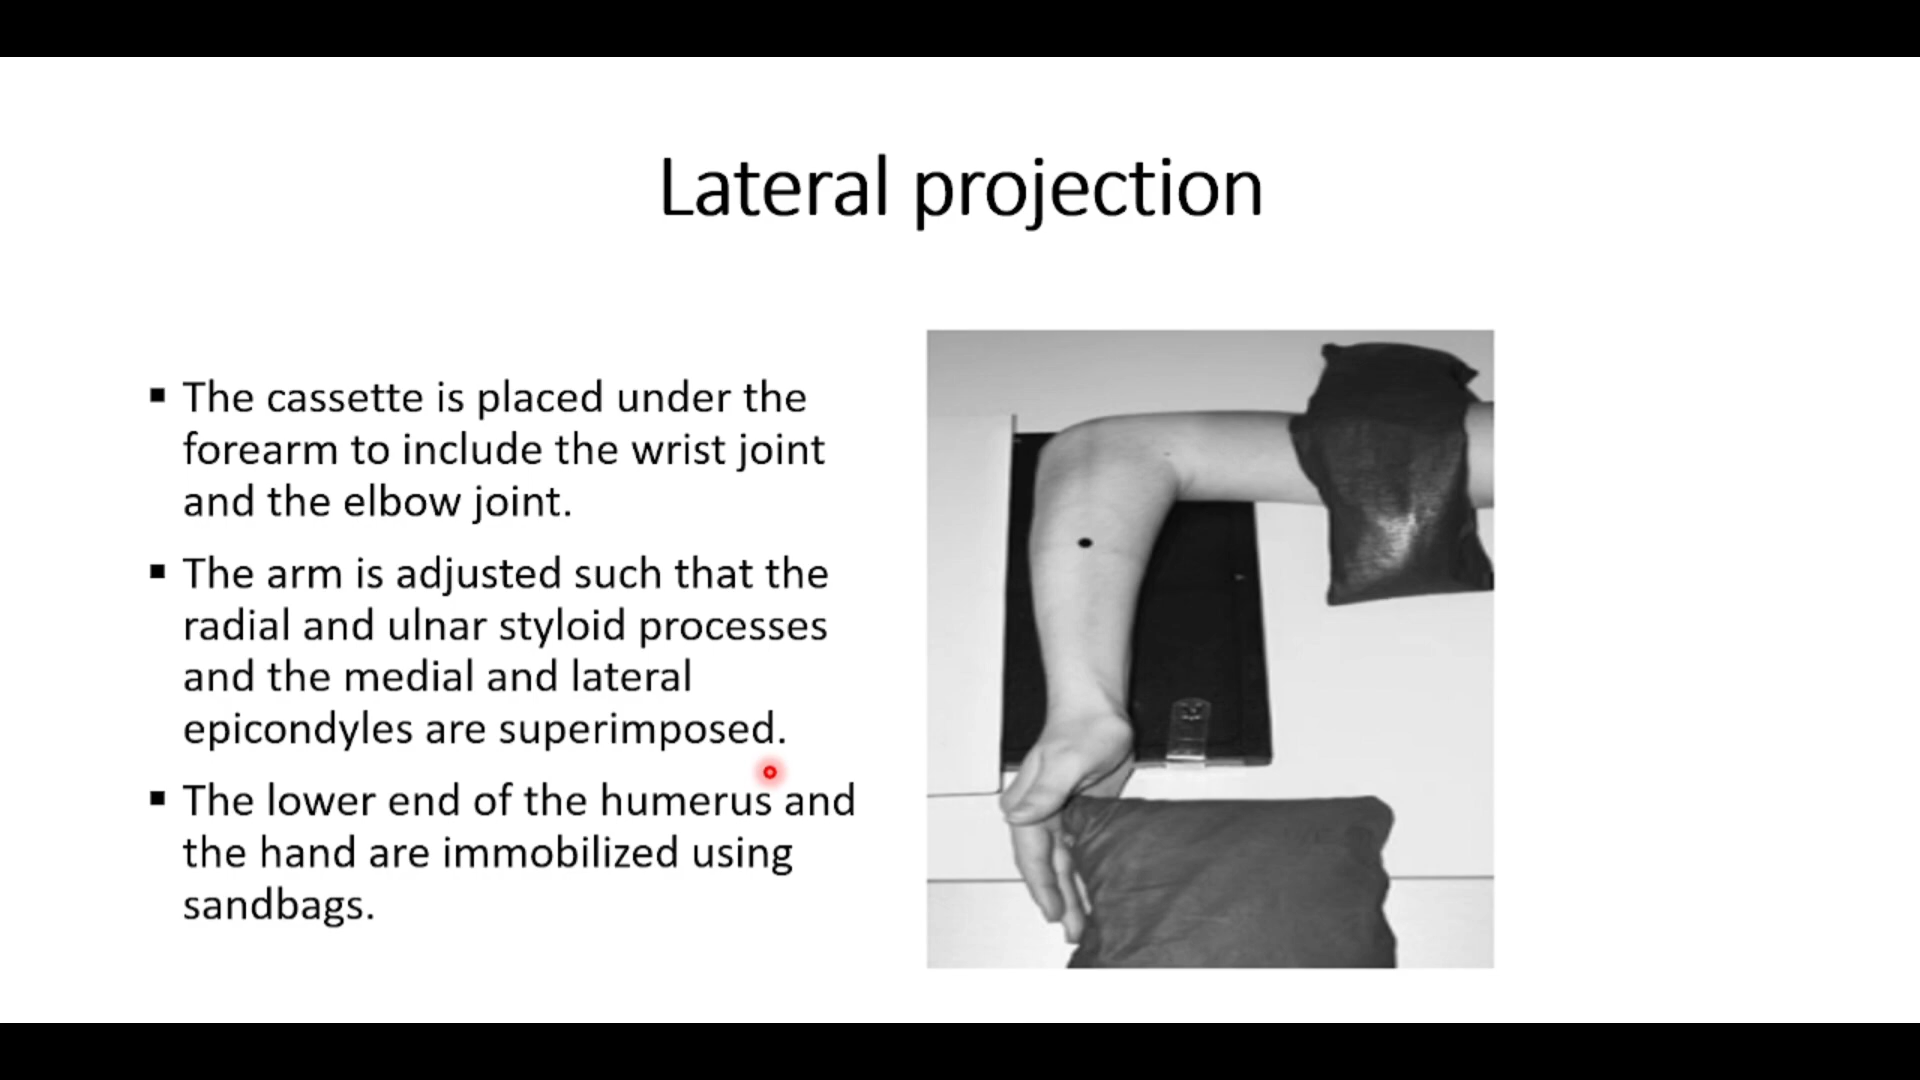 Lateral projection
▪ The cassette is placed under the
forearm to include the wrist joint
and the elbow joint.
▪ The arm is adjusted such that the
radial and ulnar styloid processes
and the medial and lateral
epicondyles are superimposed.
▪ The lower end of the humerus and
the hand are immobilized using
sandbags.